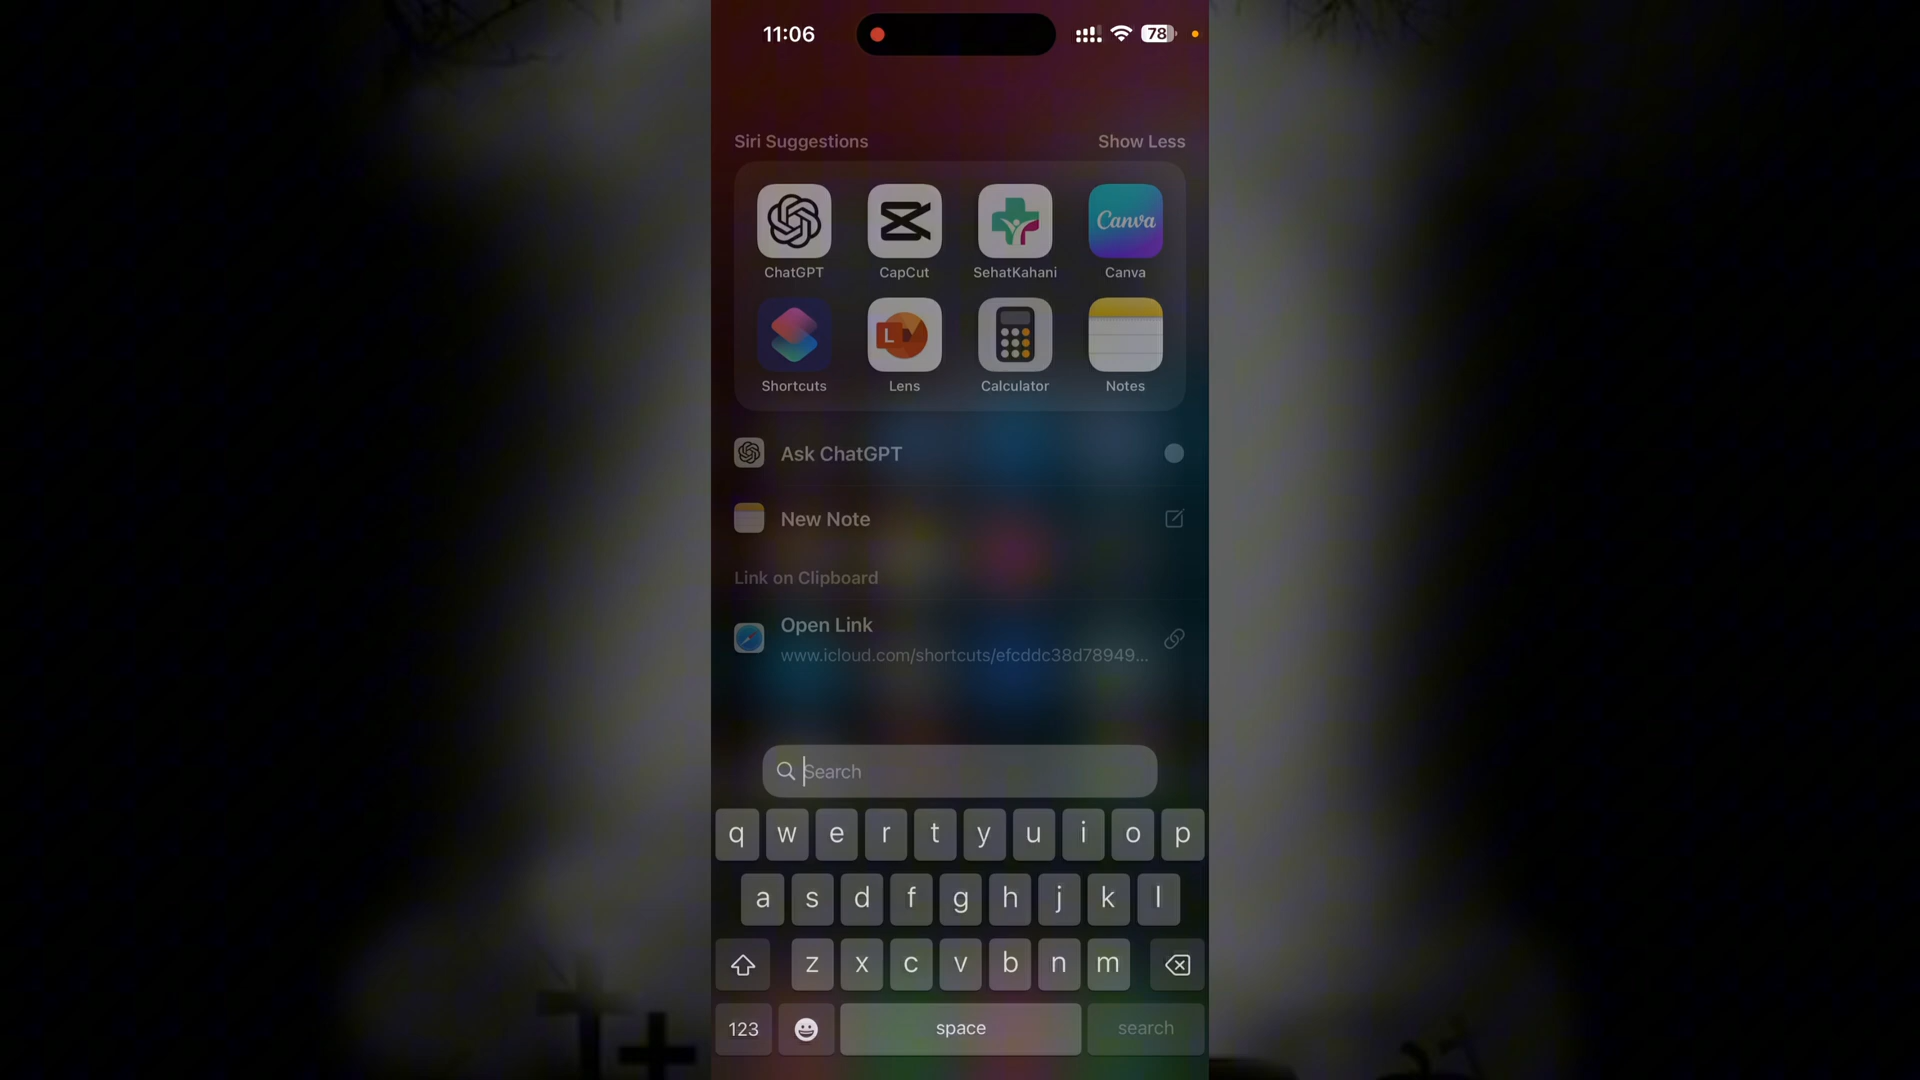 11:06
78
Siri Suggestions Show Less
Canva
ChatGPT CapCut SehatKahani Canva
L
Shortcuts Lens Calculator Notes
Ask ChatGPT
New Note
Link on Clipboard
Open Link
www.icloud.com/shortcuts/efcddc38d78949...
Search
q w e r t y u i o p
a s d f g h j k l
z x c v b n m
123 space search